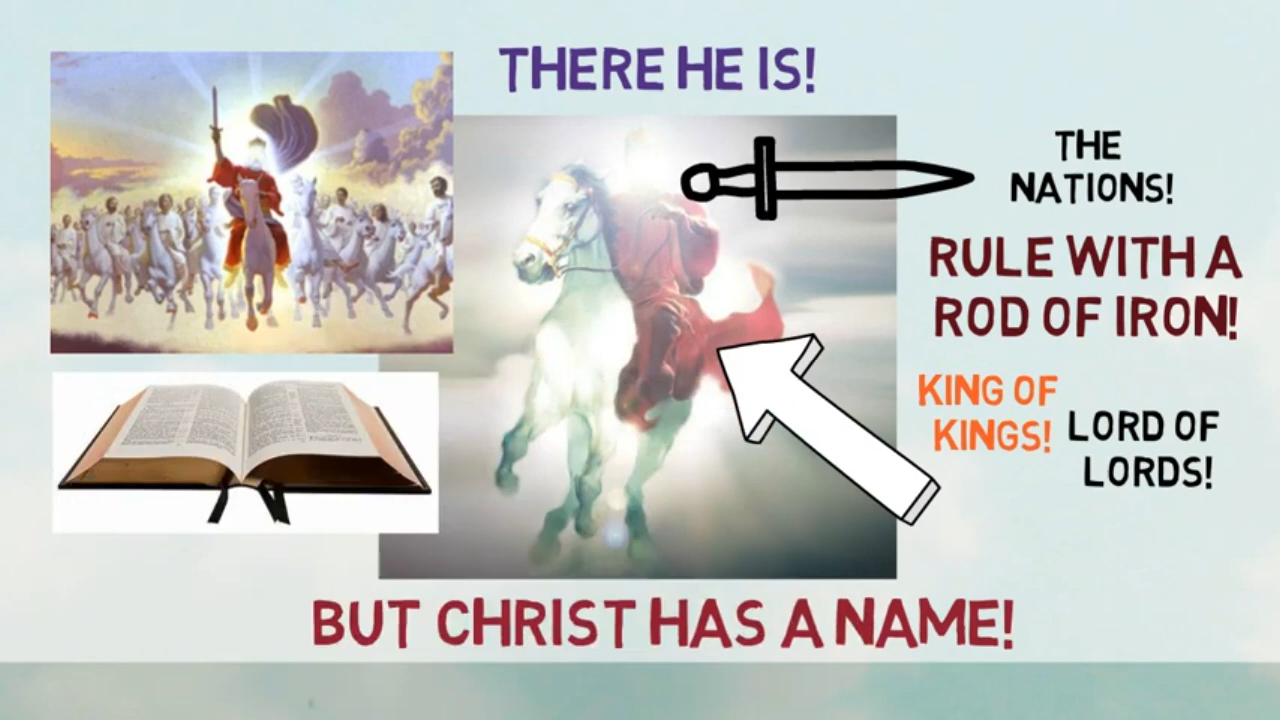 THERE HE IS!
THE
NATIONS!
RULE WITH A
ROD OF IRON!
KING OF
KINGS!
LORD OF
LORDS!
BUT CHRIST HAS A NAME!